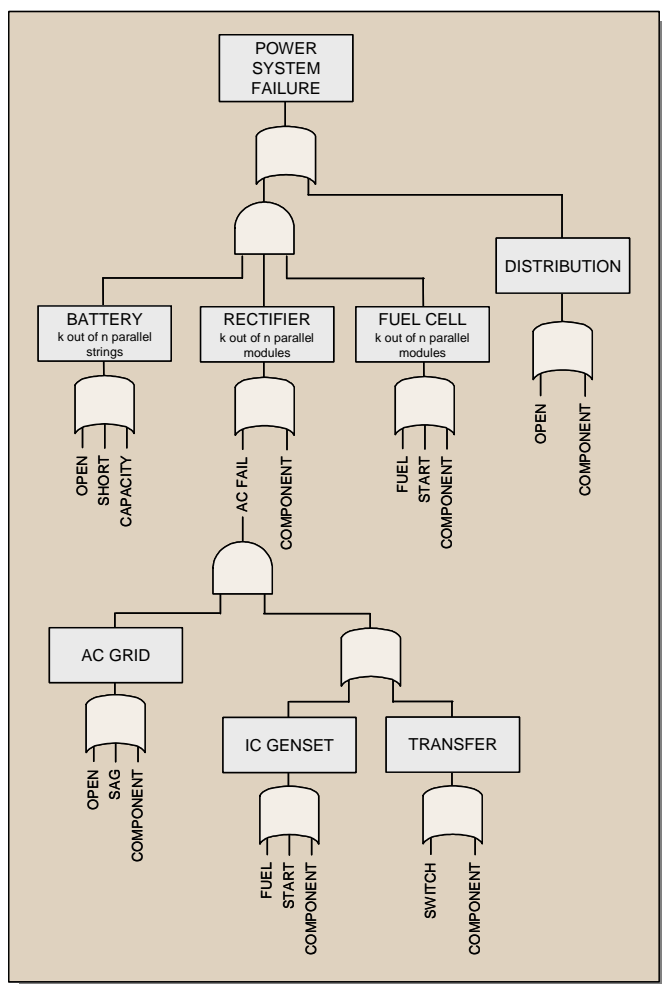 POWER
SYSTEM
FAILURE
DISTRIBUTION
BATTERY
k out of n parallel
strings
RECTIFIER
k out of n parallel
modules
FUEL CELL
k out of n parallel
modules
OPEN
COMPONENT
OPEN
SHORT
CAPACITY
AC FAIL
COMPONENT
FUEL
START
COMPONENT
AC GRID
IC GENSET
TRANSFER
OPEN
SAG
COMPONENT
FUEL
START
COMPONENT
SWITCH
COMPONENT